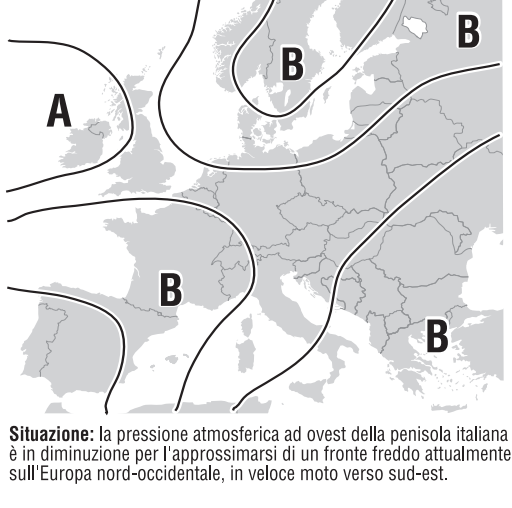 B
B
A
B
B
Situazione: la pressione atmosferica ad ovest della penisola italiana
è in diminuzione per l'approssimarsi di un fronte freddo attualmente
sull'Europa nord-occidentale, in veloce moto verso sud-est.